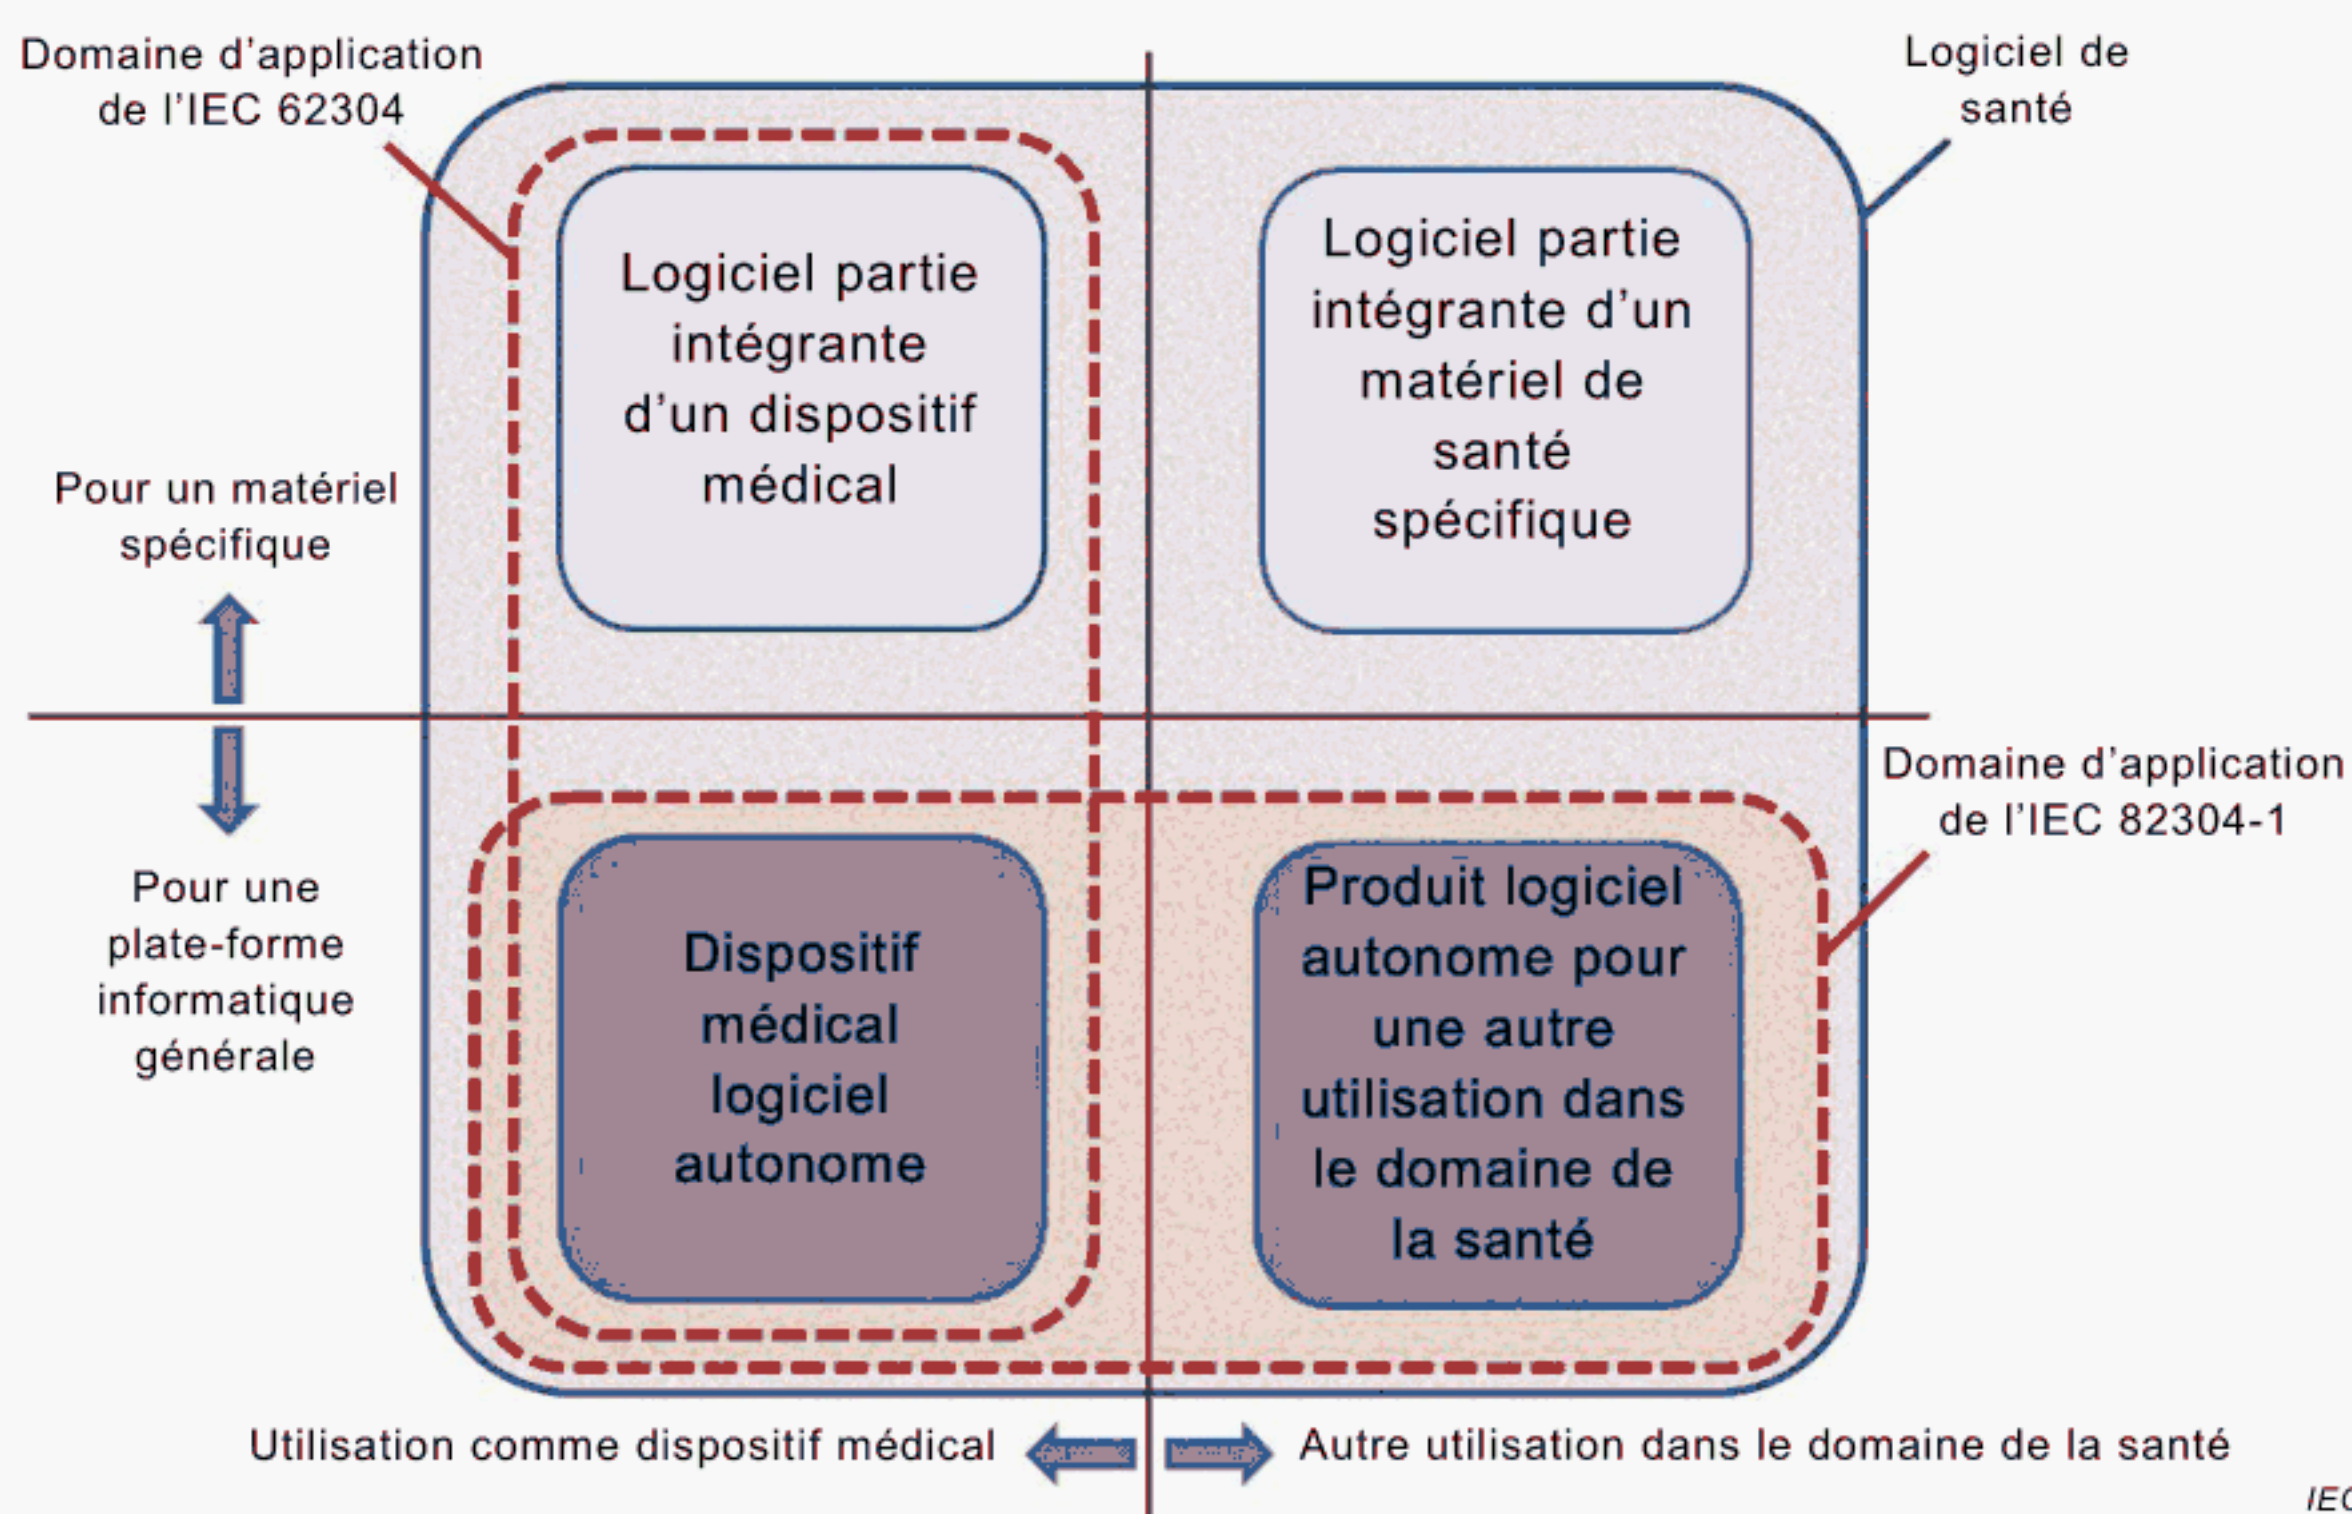 Domaine d'application
de l'IEC 62304
Logiciel de
santé
Logiciel partie
intégrante
d'un dispositif
médical
Logiciel partie
intégrante d'un
matériel de
santé
spécifique
Pour un matériel
spécifique
Domaine d'application
de l'IEC 82304-1
Pour une
plate-forme
informatique
générale
Dispositif
médical
logiciel
autonome
Produit logiciel
autonome pour
une autre
utilisation dans
le domaine de
la santé
Utilisation comme dispositif médical
Autre utilisation dans le domaine de la santé
IEC